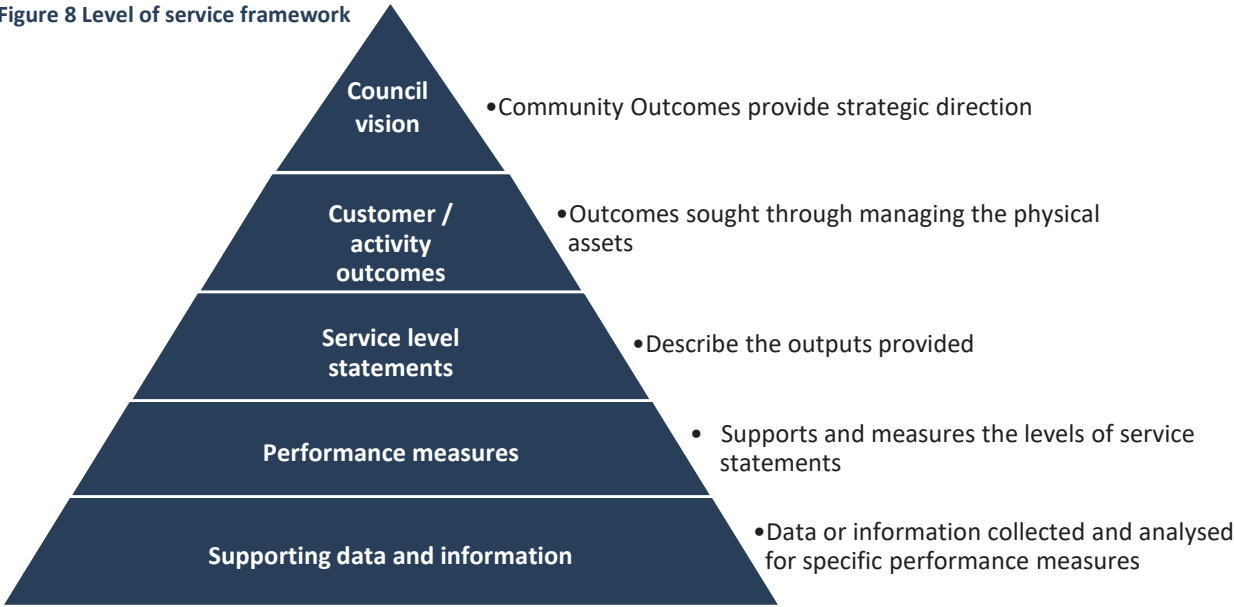 Figure 8 Level of service framework
Council
vision
•Community Outcomes provide strategic direction
Customer /
activity
outcomes
•Outcomes sought through managing the physical
assets
Service level
statements
•Describe the outputs provided
Performance measures
• Supports and measures the levels of service
statements
Supporting data and information
•Data or information collected and analysed
for specific performance measures